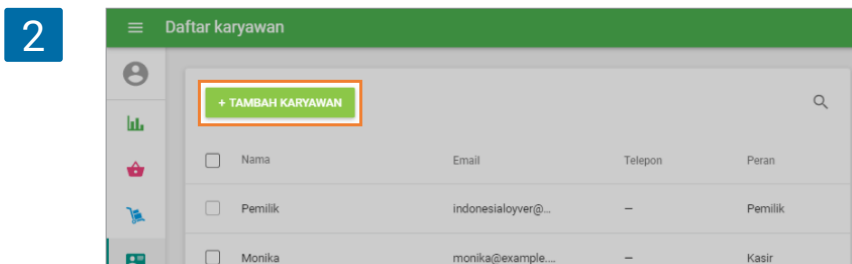 2
Daftar karyawan
+ TAMBAH KARYAWAN
Nama Email Telepon Peran
Pemilik indonesialoyver@... — Pemilik
Monika monika@example.... — Kasir